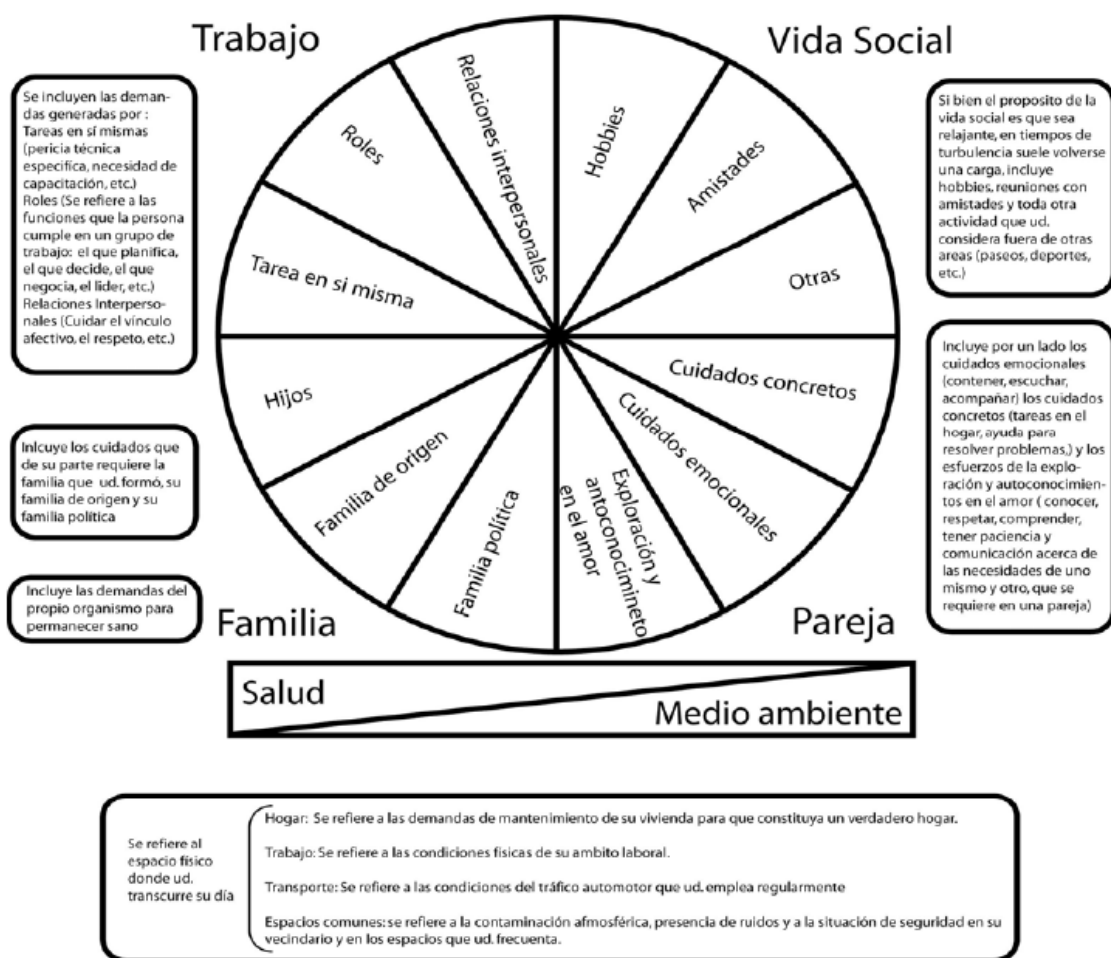 Trabajo
Vida Social
Se incluyen las deman-
das generadas por :
Tareas en sí mismas
(pericia técnica
especifica, necesidad de
capacitación, etc.)
Roles (Se refiere a las
funciones que la persona
cumple en un grupo de
trabajo: el que planifica,
el que decide, el que
negocia, el lider, etc.)
Relaciones Interperso-
nales (Cuidar el vínculo
afectivo, el respeto, etc.)
Inlcuye los cuidados que
de su parte requiere la
familia que ud. formó, su
familia de origen y su
familia política
Incluye las demandas del
propio organismo para
permanecer sano
Relaciones interpersonales
Roles
Tarea en si misma
Hobbies
Amistades
Otras
Hijos
Familia de origen
Familia política
Cuidados concretos
Cuidados emocionales
Exploración y
antoconocimineto
en el amor
Si bien el proposito de la
vida social es que sea
relajante, en tiempos de
turbulencia suele volverse
una carga, incluye
hobbies, reuniones con
amistades y toda otra
actividad que ud.
considera fuera de otras
areas (paseos, deportes,
etc.)
Incluye por un lado los
cuidados emocionales
(contener, escuchar,
acompañar) los cuidados
concretos (tareas en el
hogar, ayuda para
resolver problemas,) y los
esfuerzos de la explo-
ración y autoconocimien-
tos en el amor ( conocer,
respetar, comprender,
tener paciencia y
comunicación acerca de
las necesidades de uno
mismo y otro, que se
requiere en una pareja)
Familia
Pareja
Salud
Medio ambiente
Se refiere al
espacio físico
donde ud.
transcurre su día
Hogar: Se refiere a las demandas de mantenimiento de su vivienda para que constituya un verdadero hogar.
Trabajo: Se refiere a las condiciones fisicas de su ambito laboral.
Transporte: Se refiere a las condiciones del tráfico automotor que ud. emplea regularmente
Espacios comunes: se refiere a la contaminación afmosférica, presencia de ruidos y a la situación de seguridad en su
vecindario y en los espacios que ud. frecuenta.